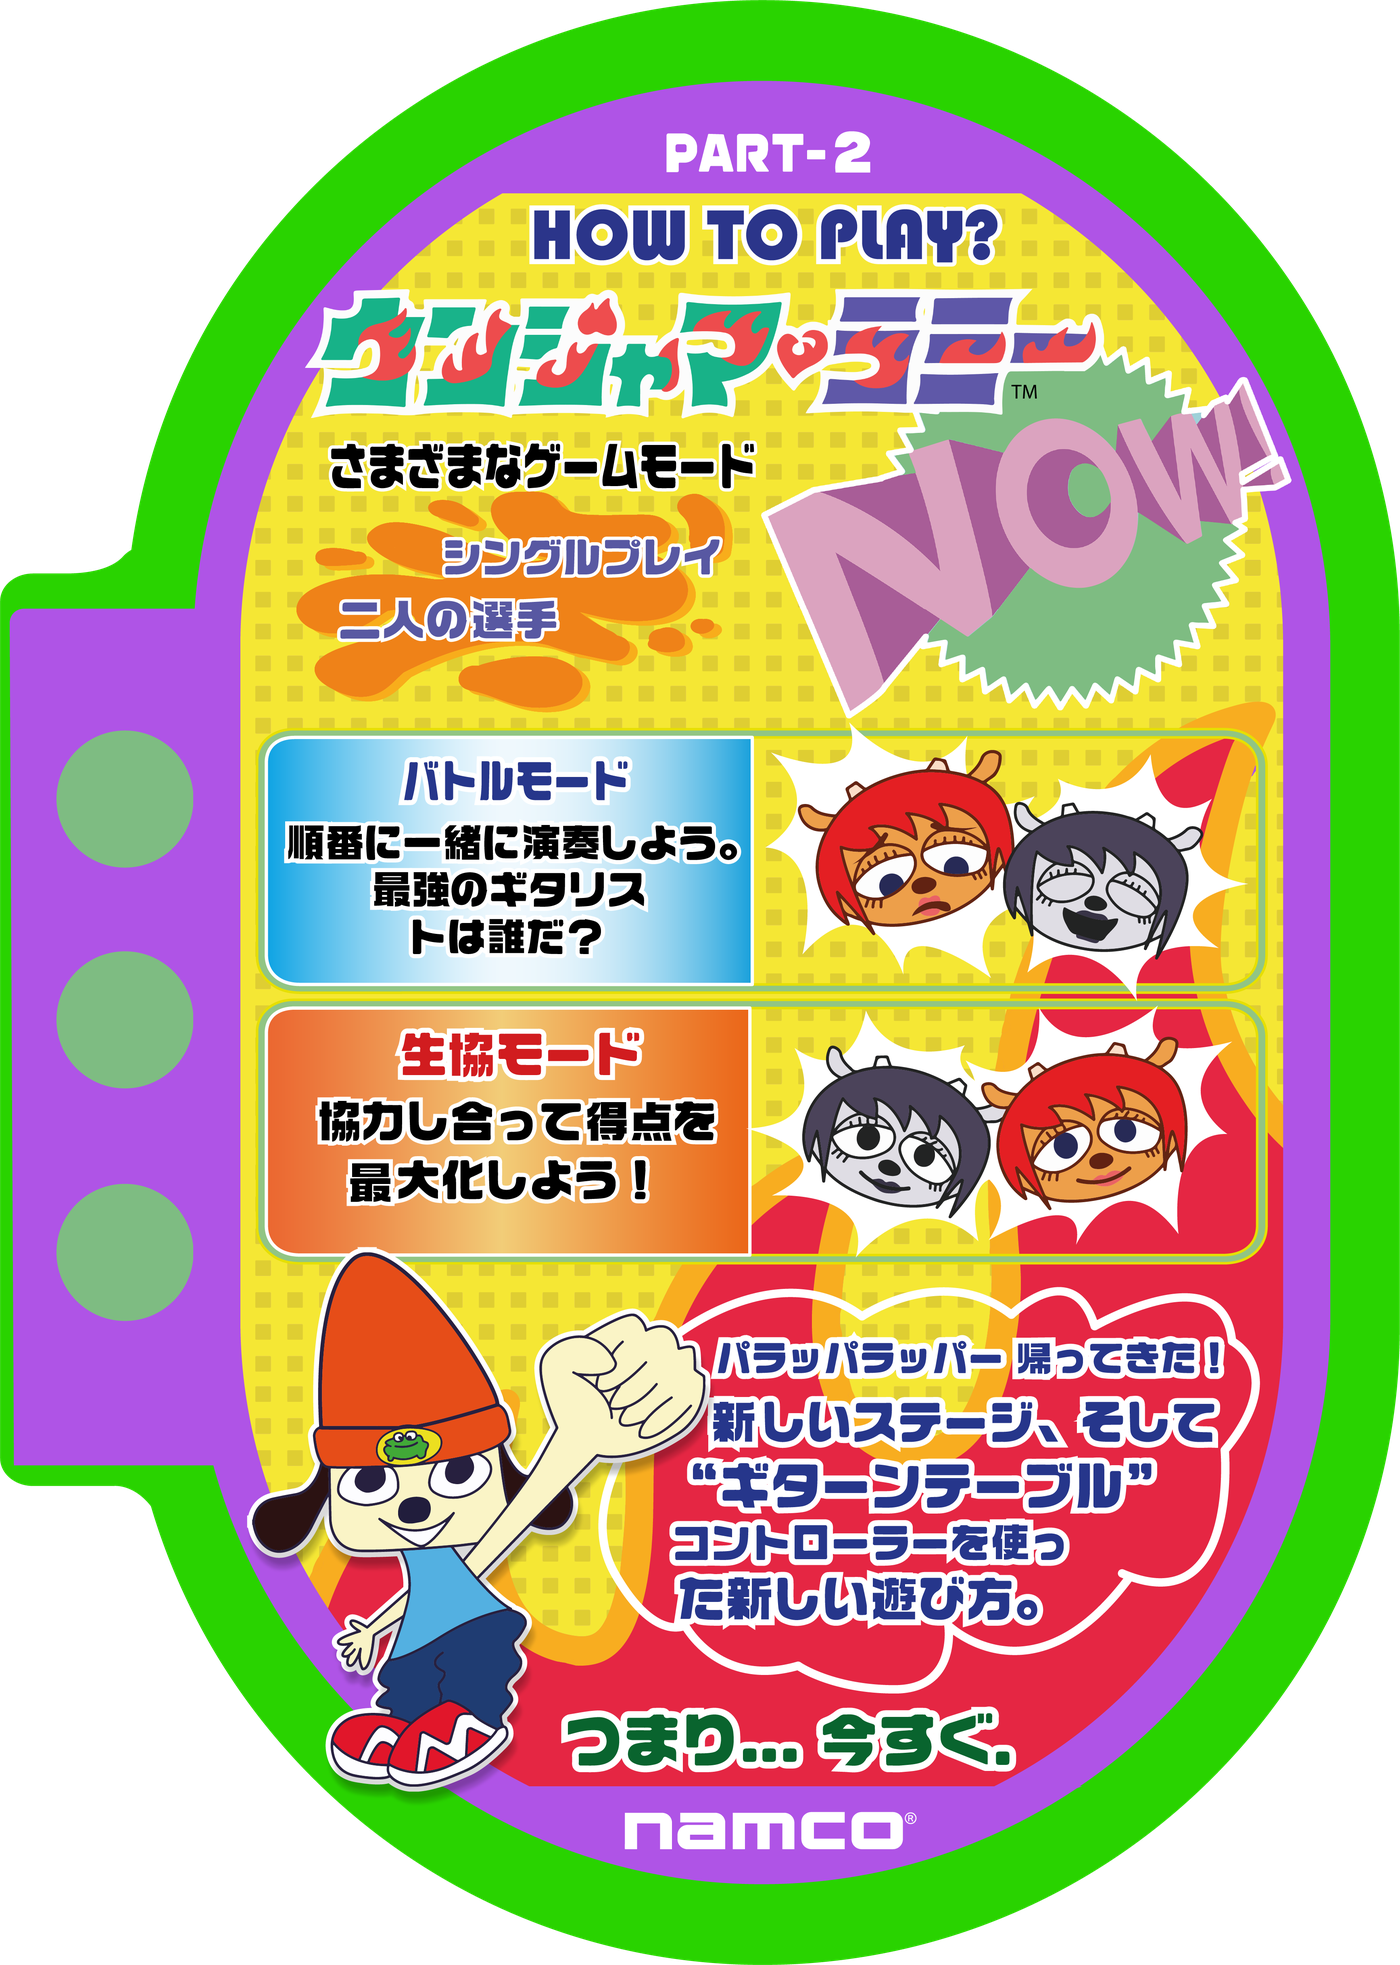 PART-2
HOW TO PLAY?
ウンジャマ・ラミー
TM
NOW!
さまざまなゲームモード
シングルプレイ
二人の選手
バトルモード
順番に一緒に演奏しよう。
最強のギタリス
トは誰だ?
生協モード
協力し合って得点を
最大化しよう!
パラッパラッパー 帰ってきた!
新しいステージ、そして
“ギターンテーブル”
コントローラーを使っ
た新しい遊び方。
つまり... 今すぐ.
namco®